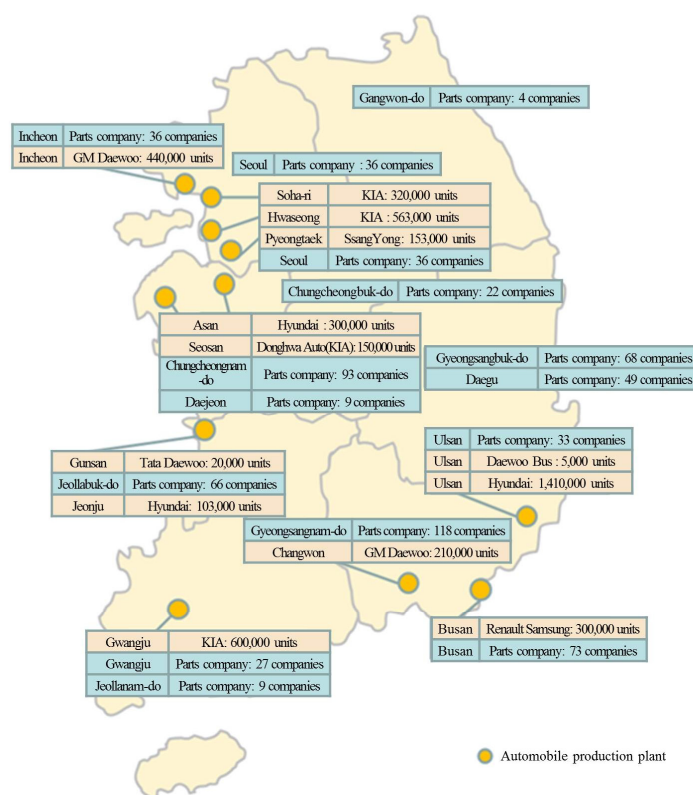 Gangwon-do Parts company: 4 companies
Incheon Parts company: 36 companies
Incheon GM Daewoo: 440,000 units
Seoul Parts company : 36 companies
Soha-ri KIA: 320,000 units
Hwaseong KIA : 563,000 units
Pyeongtaek SsangYong: 153,000 units
Seoul Parts company: 36 companies
Chungcheongbuk-do Parts company: 22 companies
Asan Hyundai : 300,000 units
Seosan Donghwa Auto(KIA): 150,000 units
Chungcheongnam
-do Parts company: 93 companies
Daejeon Parts company: 9 companies
Gyeongsangbuk-do Parts company: 68 companies
Daegu Parts company: 49 companies
Gunsan Tata Daewoo: 20,000 units
Jeollabuk-do Parts company: 66 companies
Jeonju Hyundai: 103,000 units
Ulsan Parts company: 33 companies
Ulsan Daewoo Bus : 5,000 units
Ulsan Hyundai: 1,410,000 units
Gyeongsangnam-do Parts company: 118 companies
Changwon GM Daewoo: 210,000 units
Gwangju KIA: 600,000 units
Gwangju Parts company: 27 companies
Jeollanam-do Parts company: 9 companies
Busan Renault Samsung: 300,000 units
Busan Parts company: 73 companies
Automobile production plant